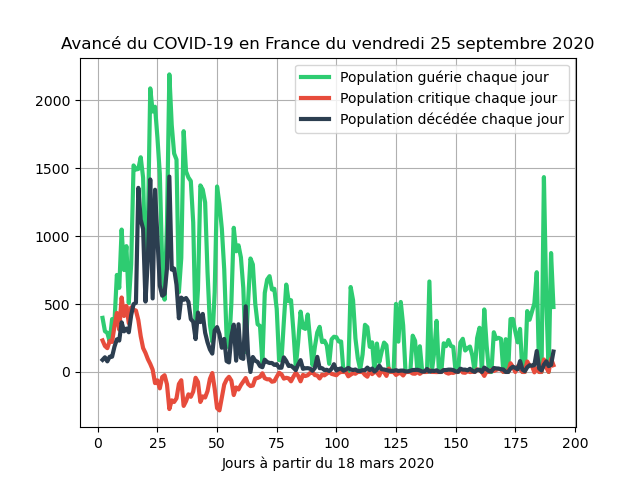 Avancé du COVID-19 en France du vendredi 25 septembre 2020
Population guérie chaque jour
Population critique chaque jour
Population décédée chaque jour
2000
1500
1000
500
0
0 25 50 75 100 125 150 175 200
Jours à partir du 18 mars 2020